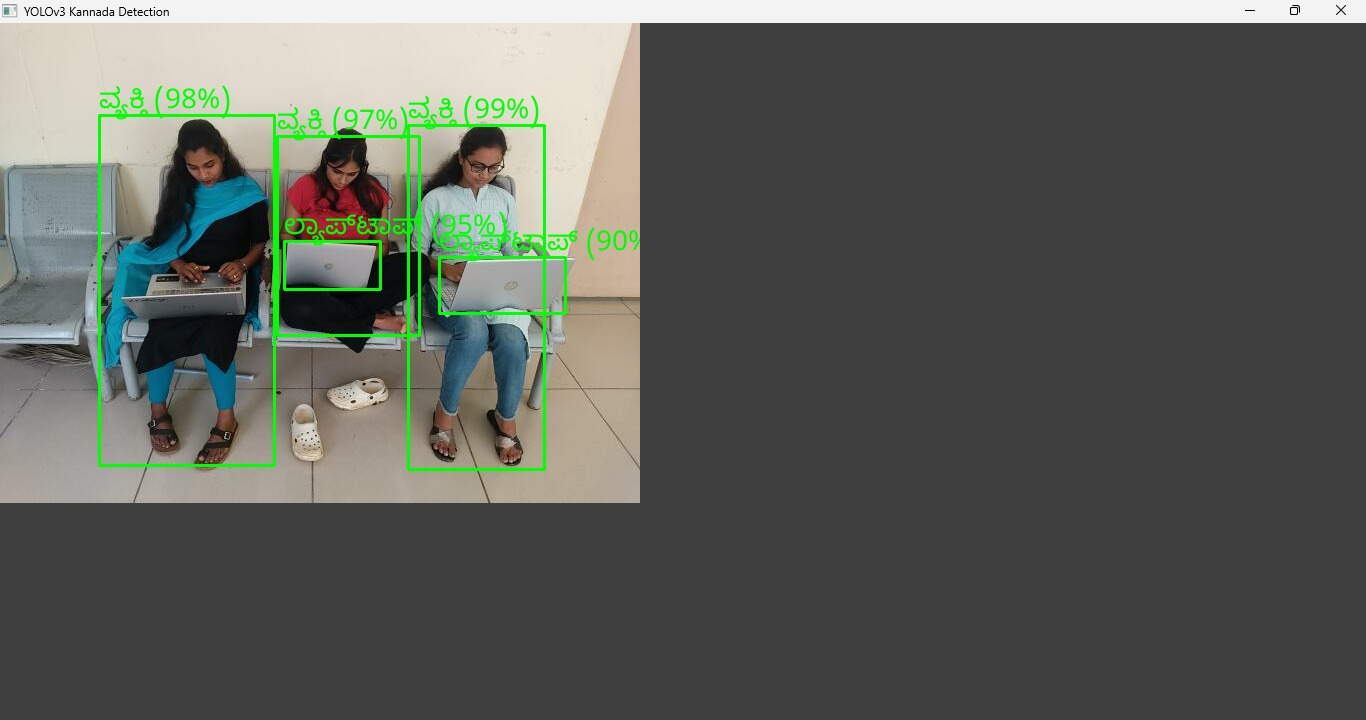 YOLOv3 Kannada Detection
ವ್ಯಕ್ತಿ (98%)
ವ್ಯಕ್ತಿ (97%)
ವ್ಯಕ್ತಿ (99%)
ಲ್ಯಾಪ್‌ಟಾಪ್ (95%)
ಲ್ಯಾಪ್‌ಟಾಪ್ (90%